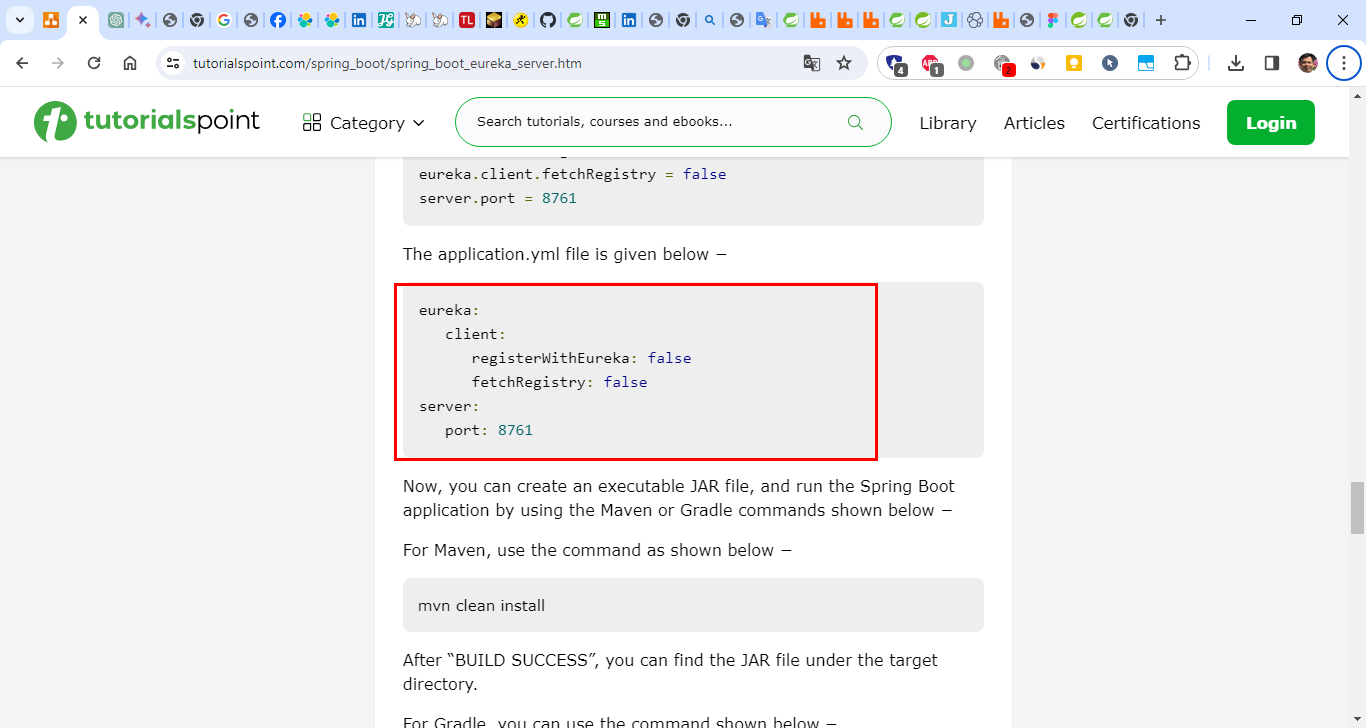 tutorialspoint.com/spring_boot/spring_boot_eureka_server.htm
4
1
2
tutorialspoint
Category
Search tutorials, courses and ebooks...
Library
Articles
Certifications
Login
eureka.client.fetchRegistry = false
server.port = 8761
The application.yml file is given below −
eureka:
client:
registerWithEureka: false
fetchRegistry: false
server:
port: 8761
Now, you can create an executable JAR file, and run the Spring Boot
application by using the Maven or Gradle commands shown below −
For Maven, use the command as shown below −
mvn clean install
After “BUILD SUCCESS”, you can find the JAR file under the target
directory.
For Gradle, you can use the command shown below −